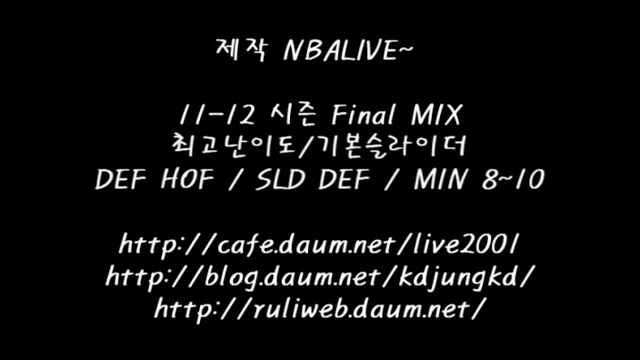 제작 NBALIVE~
11-12 시즌 Final MIX
최고난이도/기본슬라이더
DEF HOF / SLD DEF / MIN 8~10
http://cafe.daum.net/live2001
http://blog.daum.net/kdjungkd/
http://ruliweb.daum.net/